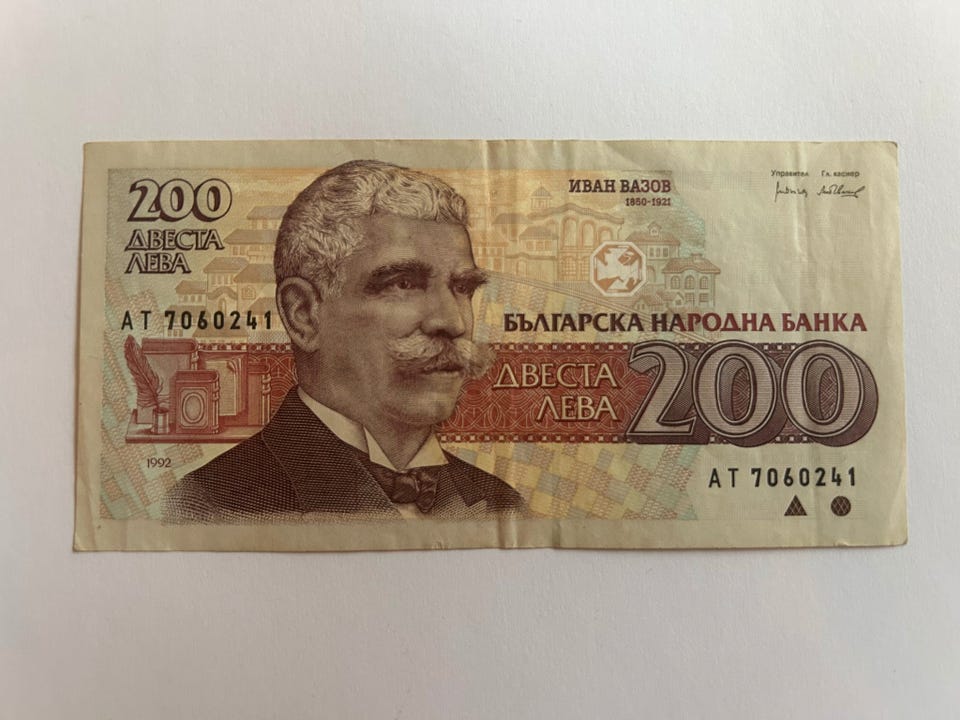 200
ДВЕСТА
ЛЕВА
ИВАН ВАЗОВ
1850-1921
Управител Гл. касиер
АТ 7060241
БЪЛГАРСКА НАРОДНА БАНКА
ДВЕСТА
ЛЕВА
200
1992
АТ 7060241